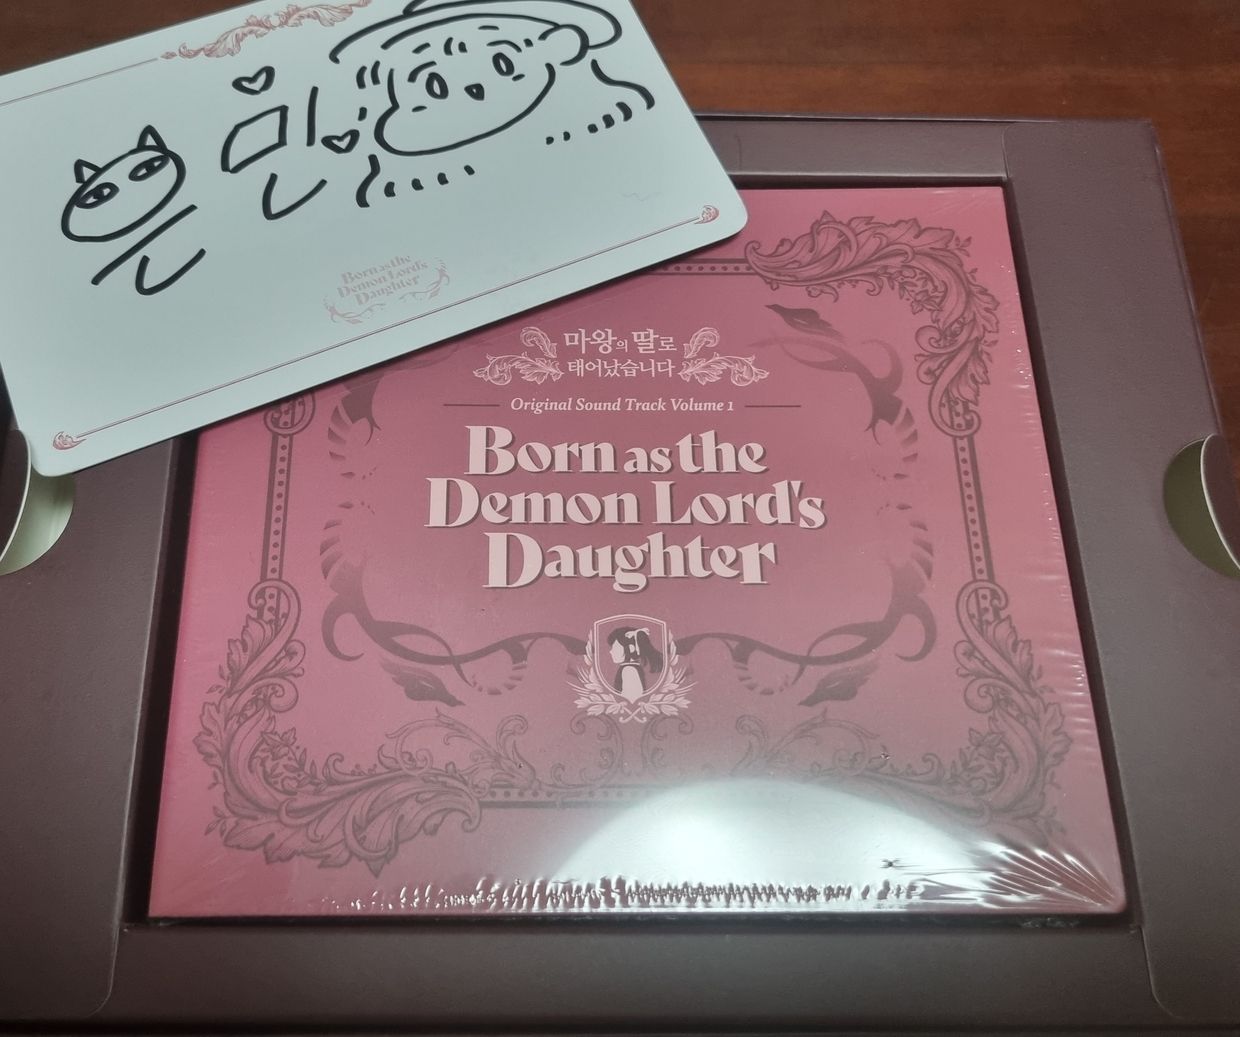 은민
Born as the
Demon Lord's
Daughter
마왕의 딸로
태어났습니다
Original Sound Track Volume 1
Born as the
Demon Lord's
Daughter